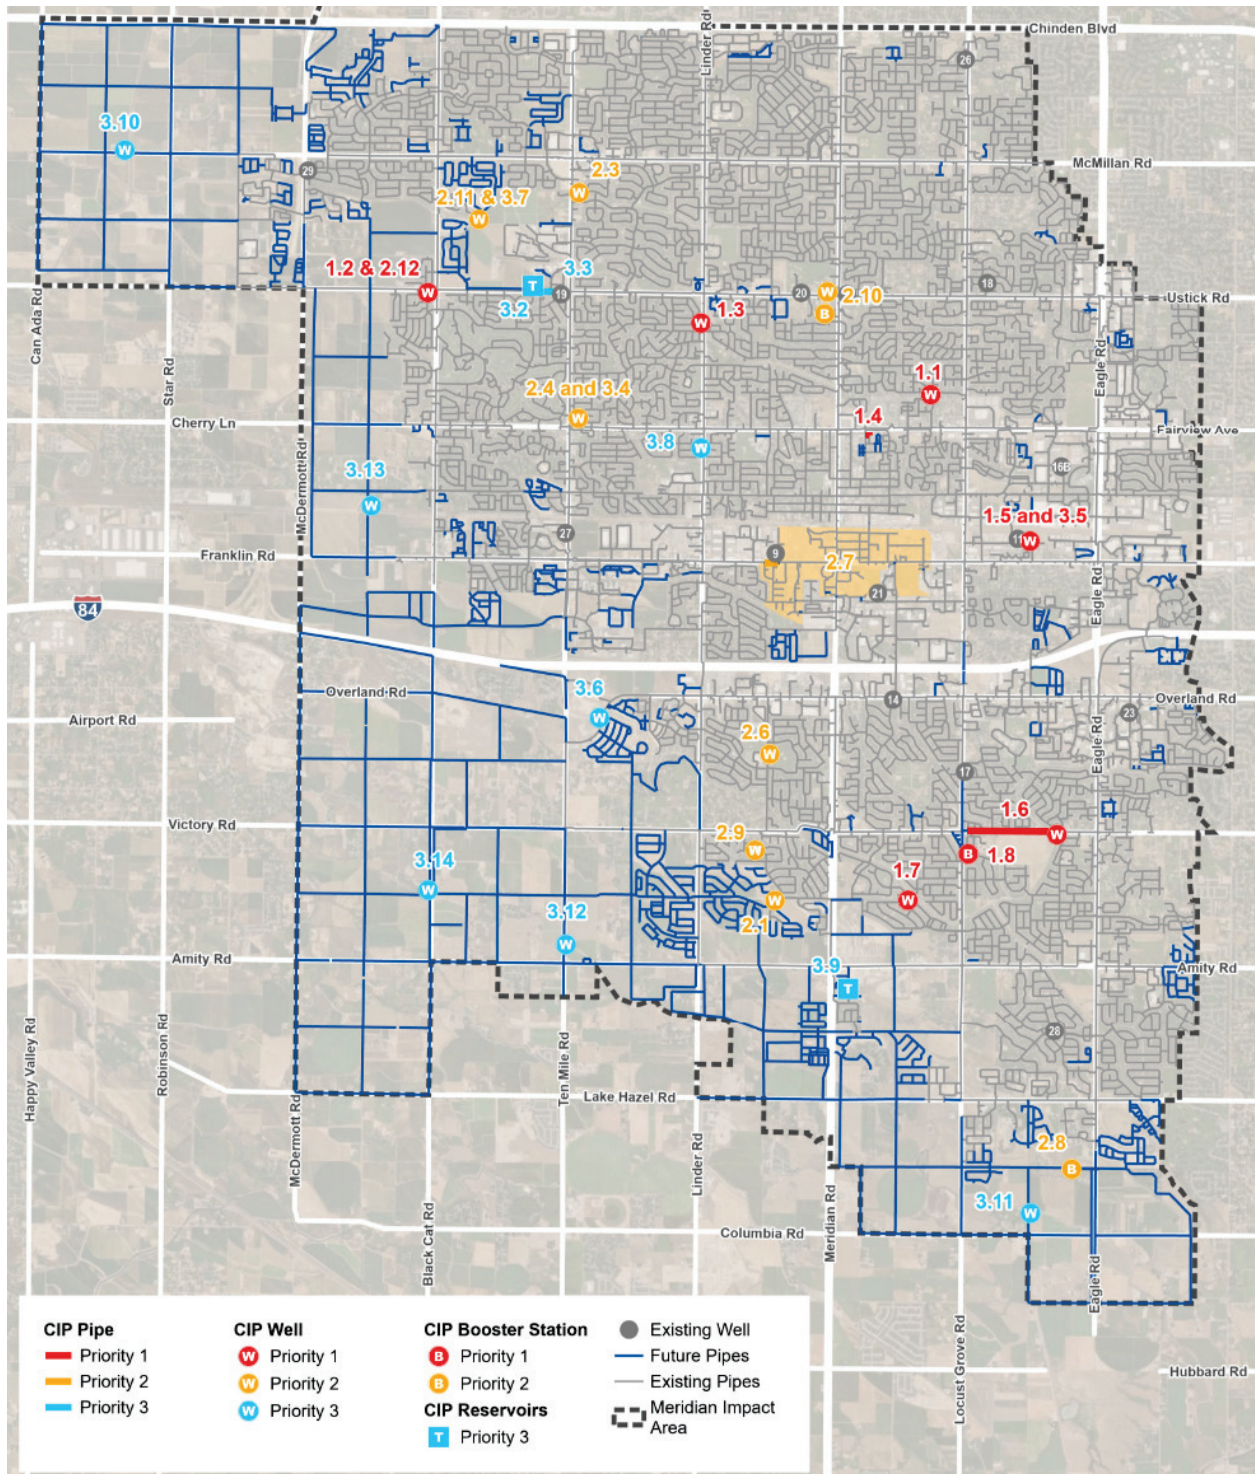 Chinden Blvd
Linder Rd
26
3.10
W
McMillan Rd
29
2.3
W
2.11 & 3.7
W
1.2 & 2.12
W
3.3
T
3.2
19
18
20
W
2.10
B
Ustick Rd
1.3
W
Can Ada Rd
Star Rd
Eagle Rd
1.1
W
2.4 and 3.4
W
1.4
Cherry Ln
Fairview Ave
3.8
W
McDermott Rd
3.13
W
16B
1.5 and 3.5
11
W
27
Franklin Rd
9
2.7
21
84
Eagle Rd
Overland Rd
Overland Rd
14
Airport Rd
3.6
W
23
2.6
W
Eagle Rd
17
1.6
W
Victory Rd
2.9
W
B
1.8
3.14
W
1.7
W
3.12
W
W
2.1
Amity Rd
Amity Rd
3.9
T
28
Happy Valley Rd
Robinson Rd
Ten Mile Rd
McDermott Rd
Lake Hazel Rd
Linder Rd
2.8
B
3.11
W
Black Cat Rd
Meridian Rd
Columbia Rd
Eagle Rd
Locust Grove Rd
Hubbard Rd
CIP Pipe
Priority 1
Priority 2
Priority 3
CIP Well
W Priority 1
W Priority 2
W Priority 3
CIP Booster Station
B Priority 1
B Priority 2
CIP Reservoirs
T Priority 3
Existing Well
Future Pipes
Existing Pipes
Meridian Impact
Area